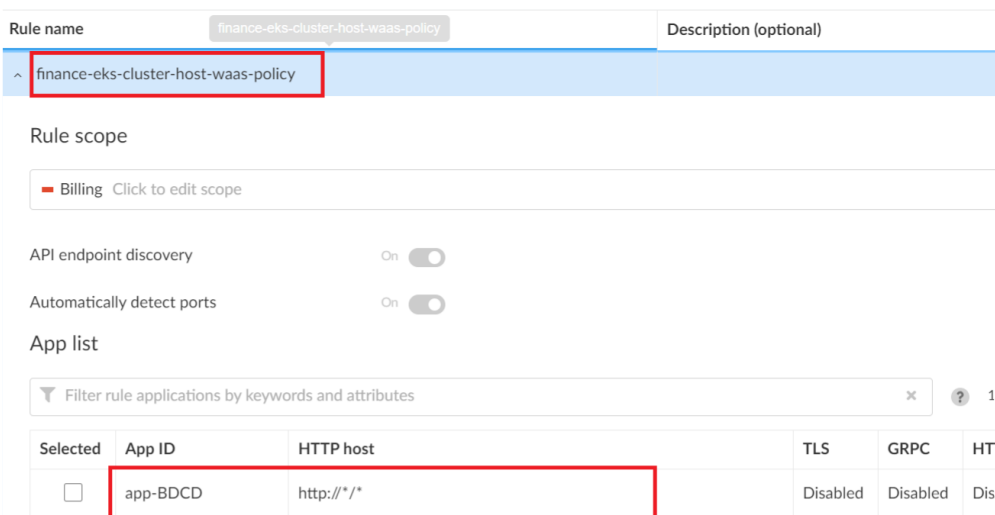 Rule name finance-eks-cluster-host-waas-policy Description (optional)
finance-eks-cluster-host-waas-policy
Rule scope
Billing Click to edit scope
API endpoint discovery On
Automatically detect ports On
App list
Filter rule applications by keywords and attributes × ? 1
Selected App ID HTTP host TLS GRPC HT
app-BDCD http://*/* Disabled Disabled Dis